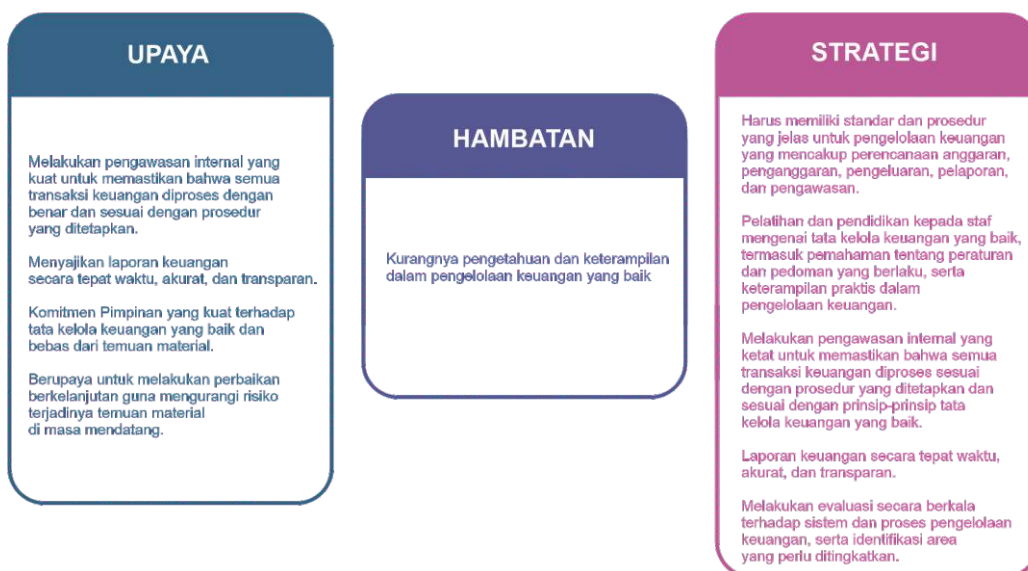 UPAYA
Melakukan pengawasan internal yang
kuat untuk memastikan bahwa semua
transaksi keuangan diproses dengan
benar dan sesuai dengan prosedur
yang ditetapkan.
Menyajikan laporan keuangan
secara tepat waktu, akurat, dan transparan.
Komitmen Pimpinan yang kuat terhadap
tata kelola keuangan yang baik dan
bebas dari temuan material.
Berupaya untuk melakukan perbaikan
berkelanjutan guna mengurangi risiko
terjadinya temuan material
di masa mendatang.
HAMBATAN
Kurangnya pengetahuan dan keterampilan
dalam pengelolaan keuangan yang baik
STRATEGI
Harus memiliki standar dan prosedur
yang jelas untuk pengelolaan keuangan
yang mencakup perencanaan anggaran,
penganggaran, pengeluaran, pelaporan,
dan pengawasan.
Pelatihan dan pendidikan kepada staf
mengenai tata kelola keuangan yang baik,
termasuk pemahaman tentang peraturan
dan pedoman yang berlaku, serta
keterampilan praktis dalam
pengelolaan keuangan.
Melakukan pengawasan internal yang
ketat untuk memastikan bahwa semua
transaksi keuangan diproses sesuai
dengan prosedur yang ditetapkan dan
sesuai dengan prinsip-prinsip tata
kelola keuangan yang baik.
Laporan keuangan secara tepat waktu,
akurat, dan transparan.
Melakukan evaluasi secara berkala
terhadap sistem dan proses pengelolaan
keuangan, serta identifikasi area
yang perlu ditingkatkan.